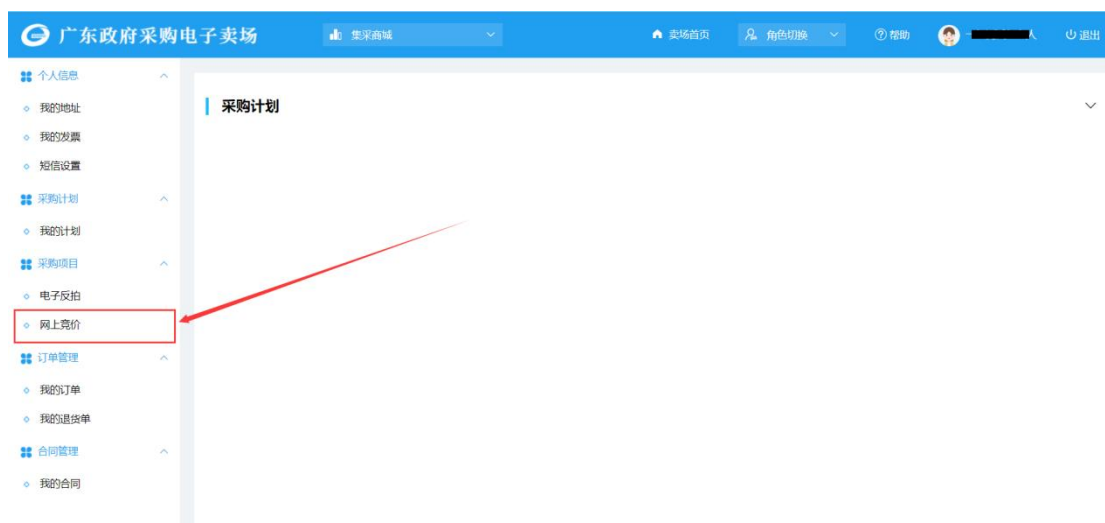 广东政府采购电子卖场
集采商城
卖场首页
角色切换
帮助
人
退出
个人信息
我的地址
我的发票
短信设置
采购计划
我的计划
采购项目
电子反拍
网上竞价
订单管理
我的订单
我的退货单
合同管理
我的合同
采购计划